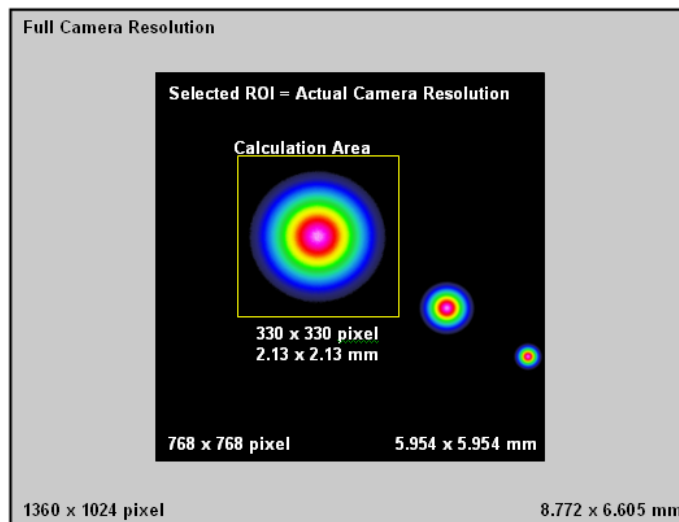 Full Camera Resolution
Selected ROI = Actual Camera Resolution
Calculation Area
330 x 330 pixel
2.13 x 2.13 mm
768 x 768 pixel 5.954 x 5.954 mm
1360 x 1024 pixel 8.772 x 6.605 mm